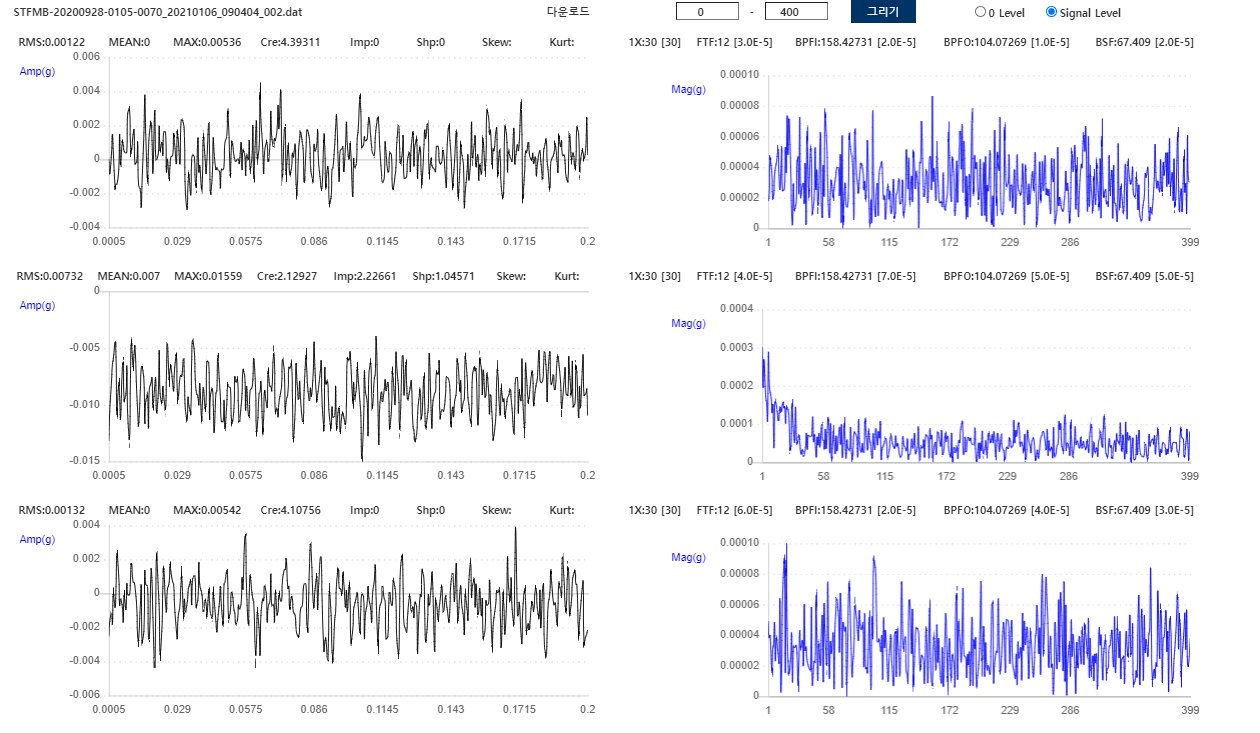 STFMB-20200928-0105-0070_20210106_090404_002.dat 다운로드 0 - 400 그리기 0 Level Signal Level
RMS:0.00122 MEAN:0 MAX:0.00536 Cre:4.39311 Imp:0 Shp:0 Skew: Kurt:
Amp(g)
0.006
0.004
0.002
0
-0.002
-0.004
0.0005 0.029 0.0575 0.086 0.1145 0.143 0.1715 0.2
1X:30 [30] FTF:12 [3.0E-5] BPFI:158.42731 [2.0E-5] BPFO:104.07269 [1.0E-5] BSF:67.409 [2.0E-5]
Mag(g)
0.00010
0.00008
0.00006
0.00004
0.00002
0
1 58 115 172 229 286 399
RMS:0.00732 MEAN:0.007 MAX:0.01559 Cre:2.12927 Imp:2.22661 Shp:1.04571 Skew: Kurt:
Amp(g)
0
-0.005
-0.010
-0.015
0.0005 0.029 0.0575 0.086 0.1145 0.143 0.1715 0.2
1X:30 [30] FTF:12 [4.0E-5] BPFI:158.42731 [7.0E-5] BPFO:104.07269 [5.0E-5] BSF:67.409 [5.0E-5]
Mag(g)
0.0004
0.0003
0.0002
0.0001
0
1 58 115 172 229 286 399
RMS:0.00132 MEAN:0 MAX:0.00542 Cre:4.10756 Imp:0 Shp:0 Skew: Kurt:
Amp(g)
0.004
0.002
0
-0.002
-0.004
-0.006
0.0005 0.029 0.0575 0.086 0.1145 0.143 0.1715 0.2
1X:30 [30] FTF:12 [6.0E-5] BPFI:158.42731 [2.0E-5] BPFO:104.07269 [4.0E-5] BSF:67.409 [3.0E-5]
Mag(g)
0.00010
0.00008
0.00006
0.00004
0.00002
0
1 58 115 172 229 286 399